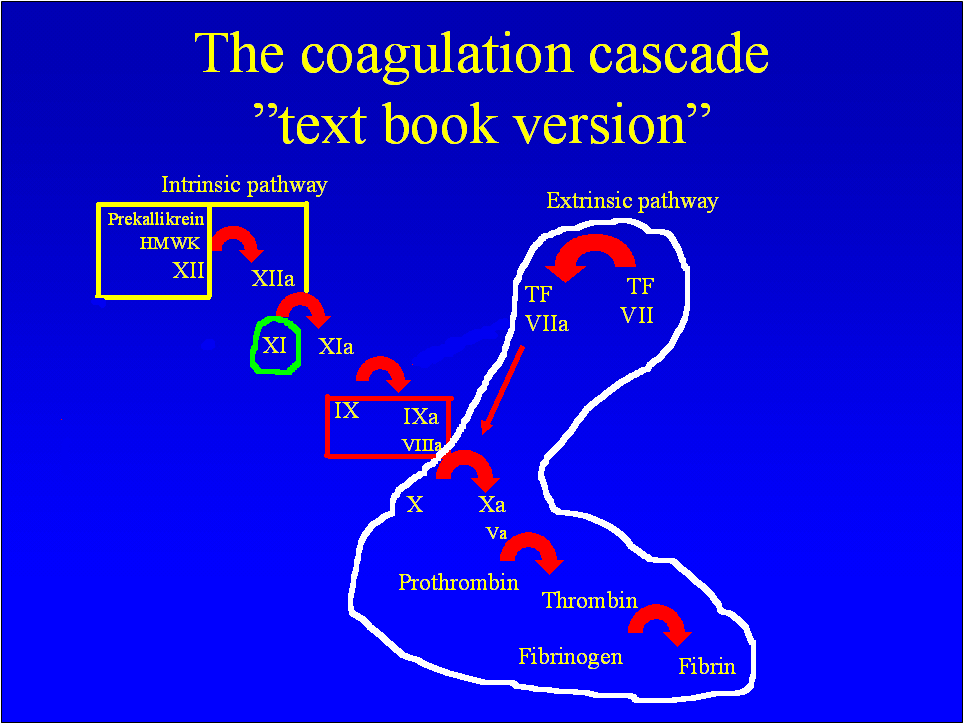 The coagulation cascade
”text book version”
Intrinsic pathway
Extrinsic pathway
Prekallikrein
HMWK
XII
XIIa
TF
VIIa
TF
VII
XI
XIa
IX
IXa
VIIIa
X
Xa
Va
Prothrombin
Thrombin
Fibrinogen
Fibrin